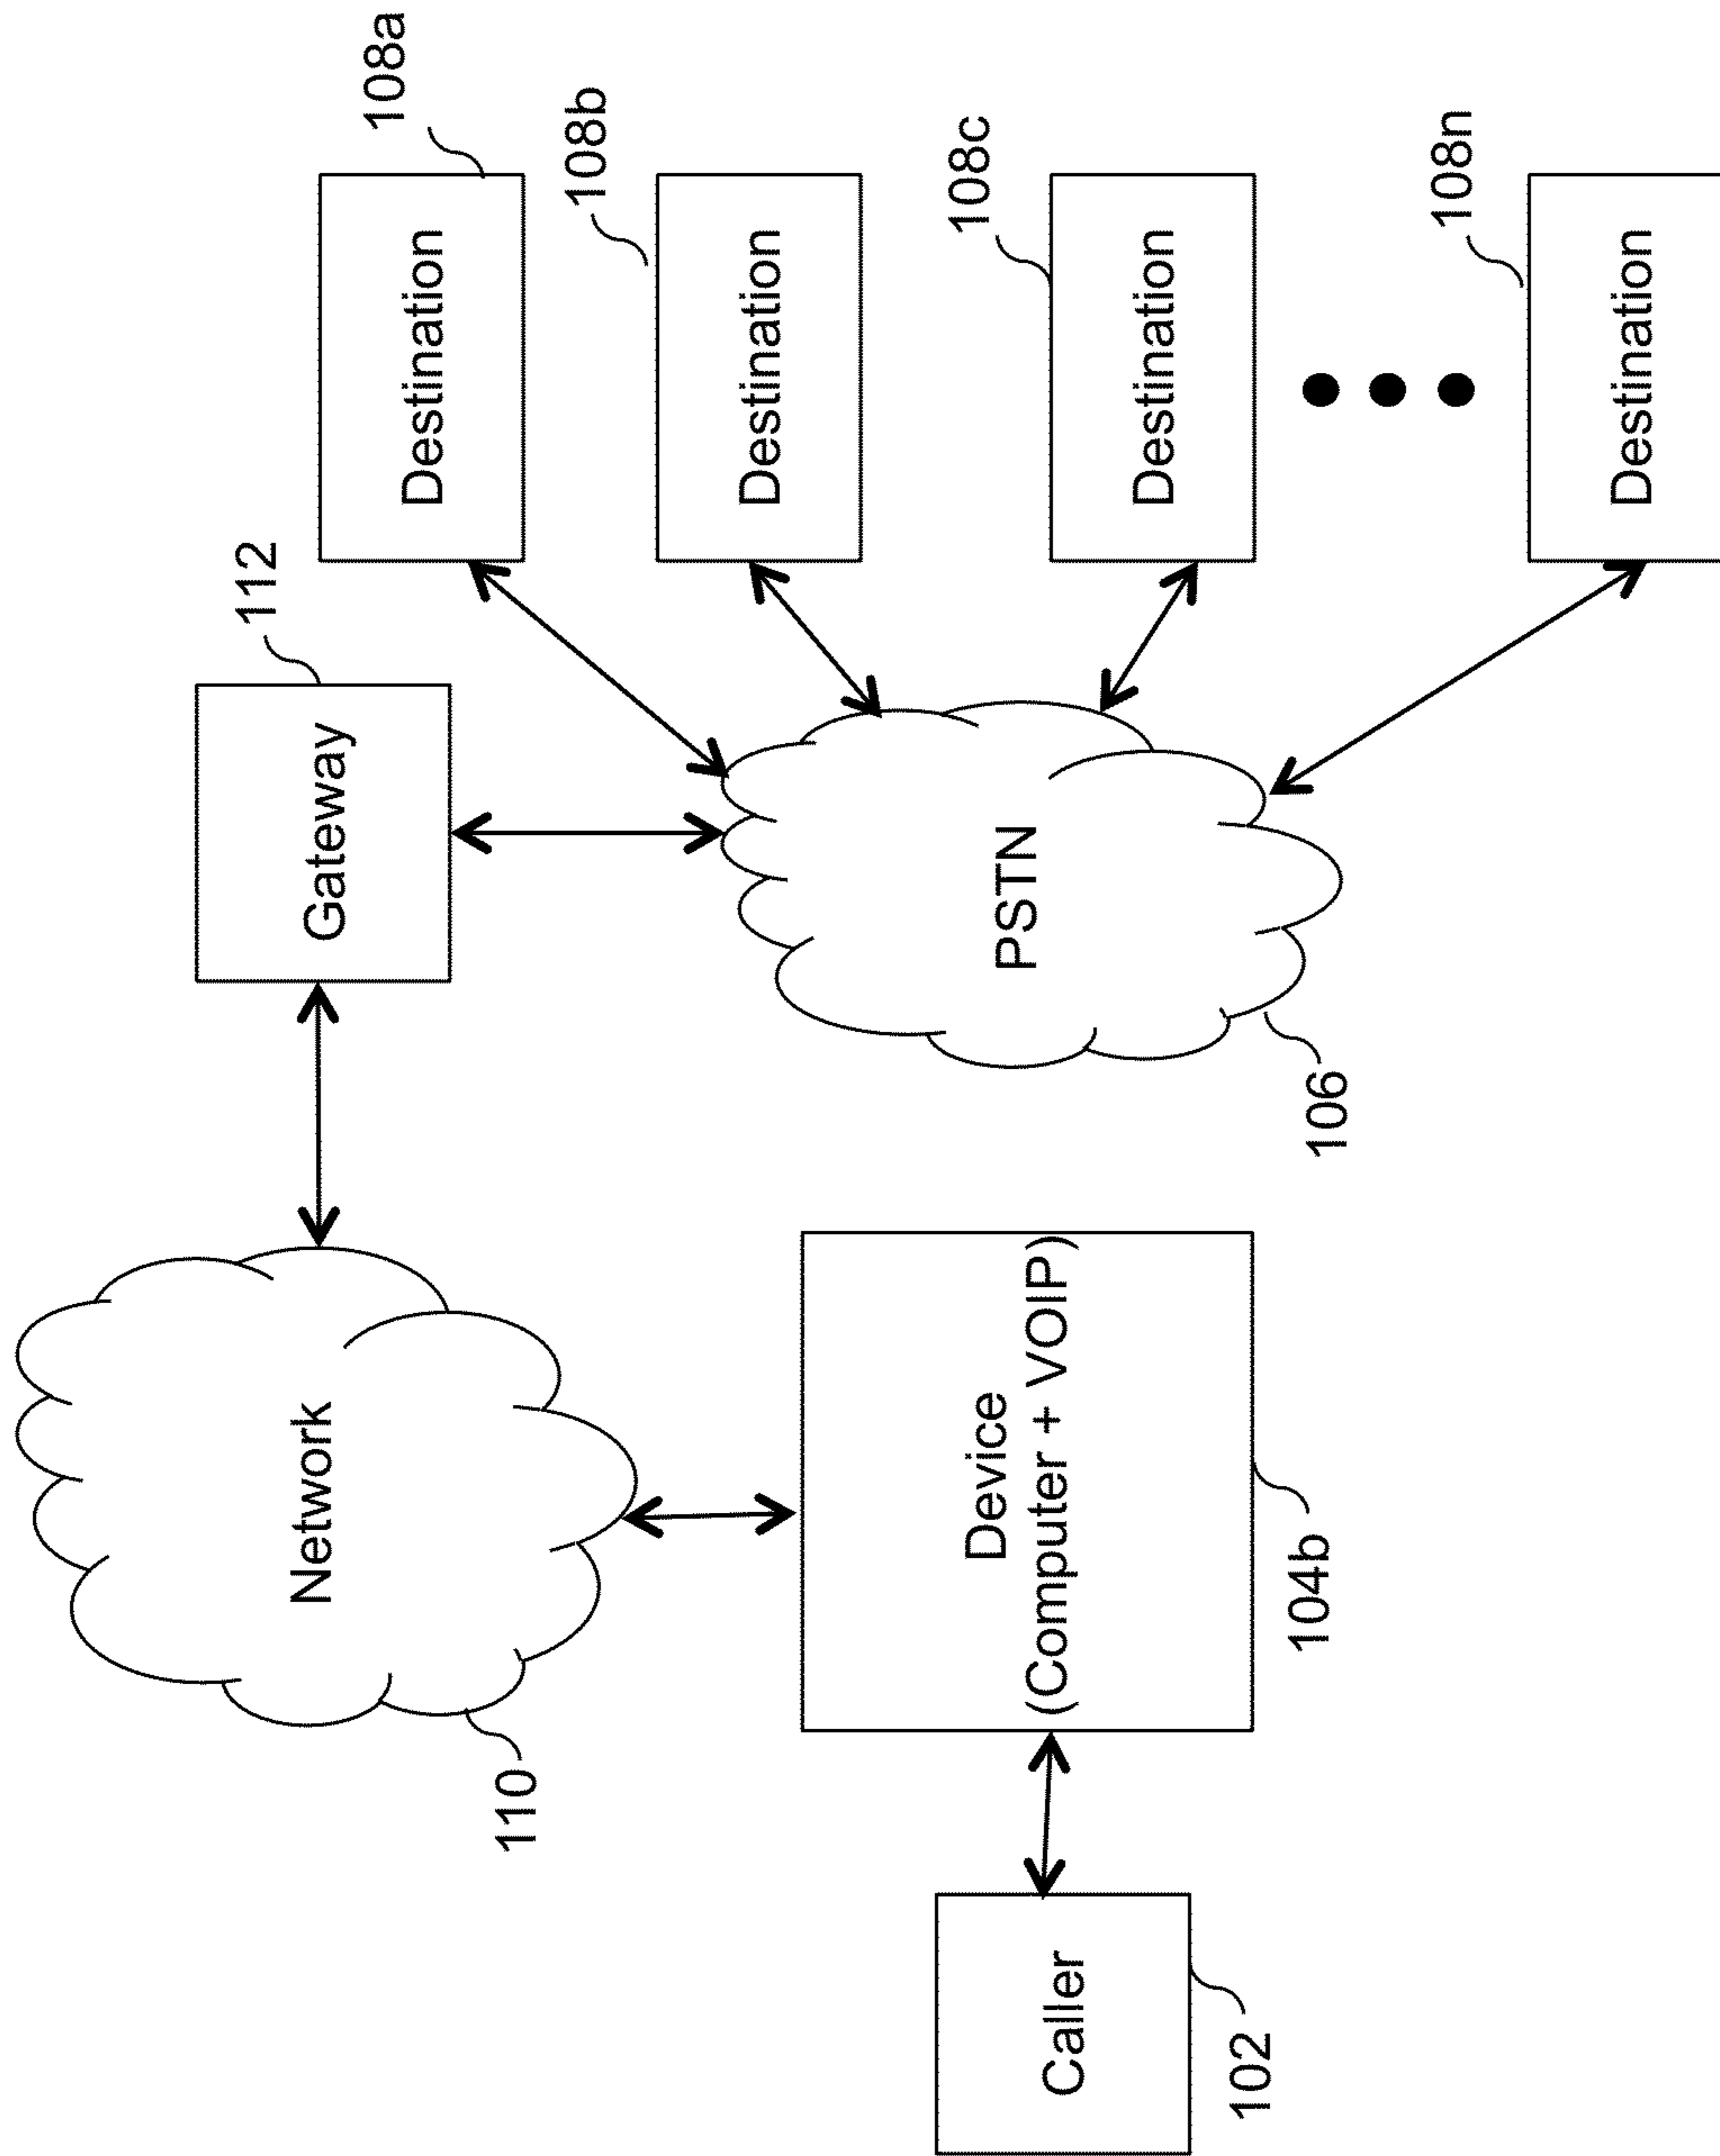 Network
110
Gateway
112
Destination
108a
Destination
108b
Destination
108c
Destination
108n
PSTN
106
Device
(Computer + VOIP)
104b
Caller
102